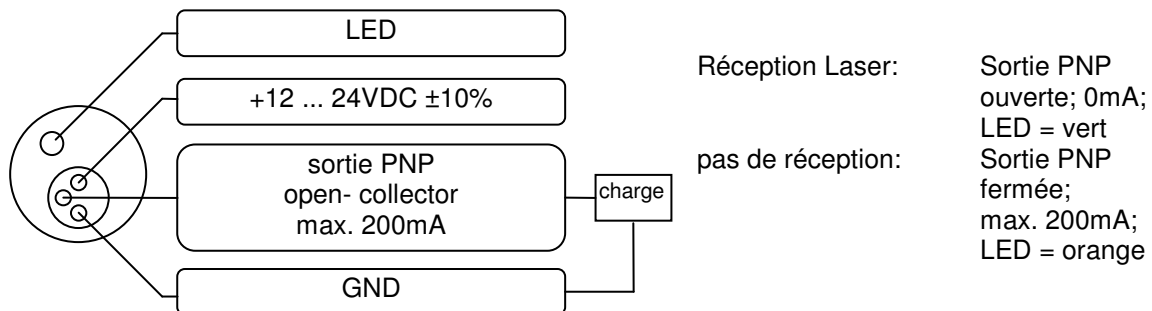 LED
+12 ... 24VDC ±10%
sortie PNP
open- collector
max. 200mA
charge
GND
Réception Laser:
Sortie PNP
ouverte; 0mA;
LED = vert
pas de réception:
Sortie PNP
fermée;
max. 200mA;
LED = orange